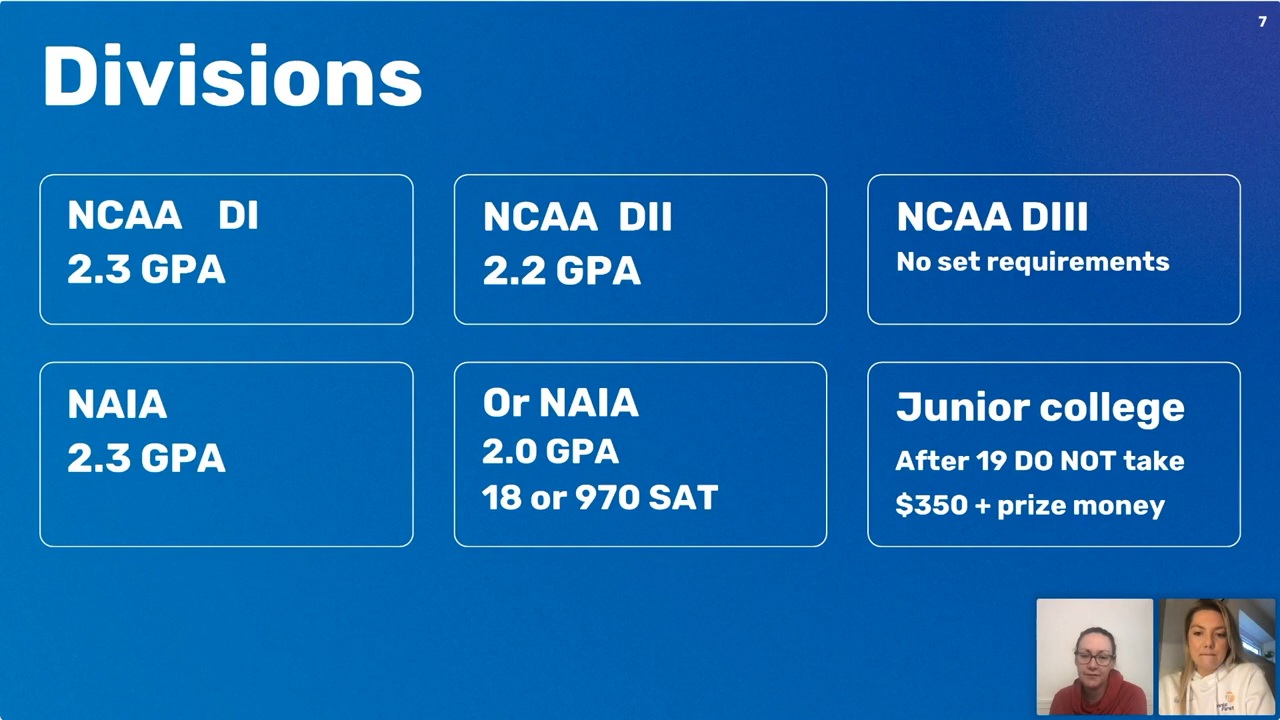 7
Divisions
NCAA DI
2.3 GPA
NCAA DII
2.2 GPA
NCAA DIII
No set requirements
NAIA
2.3 GPA
Or NAIA
2.0 GPA
18 or 970 SAT
Junior college
After 19 DO NOT take
$350 + prize money